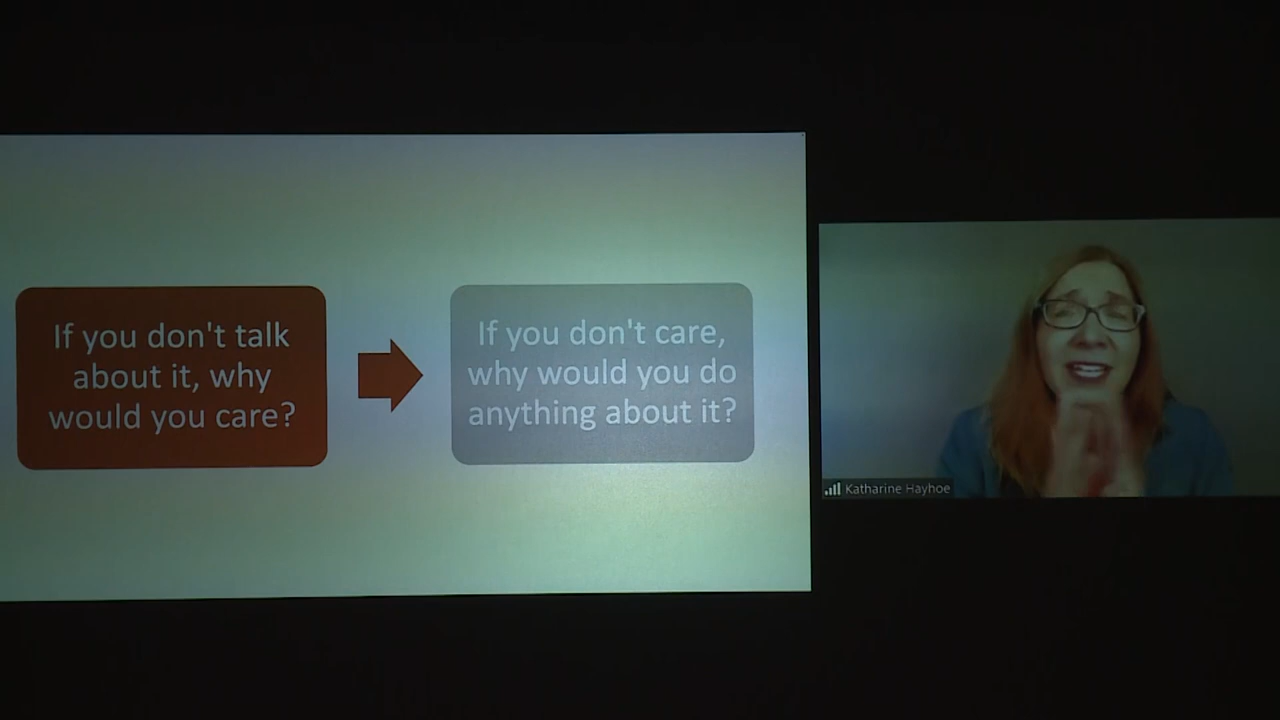 If you don't talk
about it, why
would you care?
If you don't care,
why would you do
anything about it?
Katharine Hayhoe